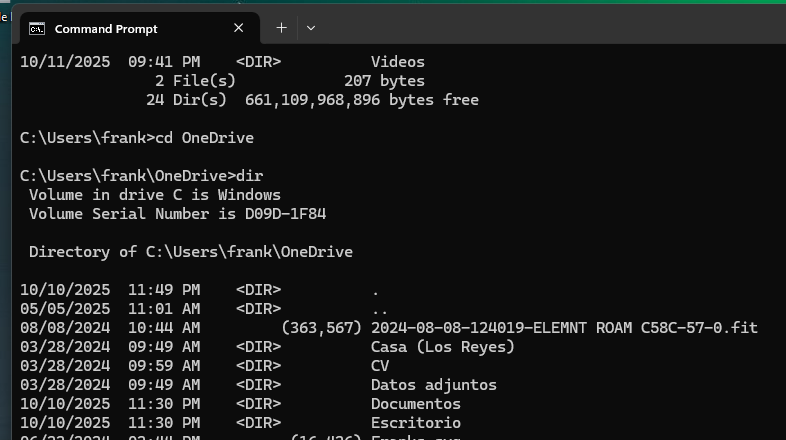 Command Prompt
10/11/2025  09:41 PM    <DIR>          Videos
               2 File(s)            207 bytes
              24 Dir(s)  661,109,968,896 bytes free
C:\Users\frank>cd OneDrive
C:\Users\frank\OneDrive>dir
 Volume in drive C is Windows
 Volume Serial Number is D09D-1F84
 Directory of C:\Users\frank\OneDrive
10/10/2025  11:49 PM    <DIR>          .
05/05/2025  11:01 AM    <DIR>          ..
08/08/2024  10:44 AM         (363,567) 2024-08-08-124019-ELEMNT ROAM C58C-57-0.fit
03/28/2024  09:49 AM    <DIR>          Casa (Los Reyes)
03/28/2024  09:59 AM    <DIR>          CV
03/28/2024  09:49 AM    <DIR>          Datos adjuntos
10/10/2025  11:30 PM    <DIR>          Documentos
10/10/2025  11:30 PM    <DIR>          Escritorio